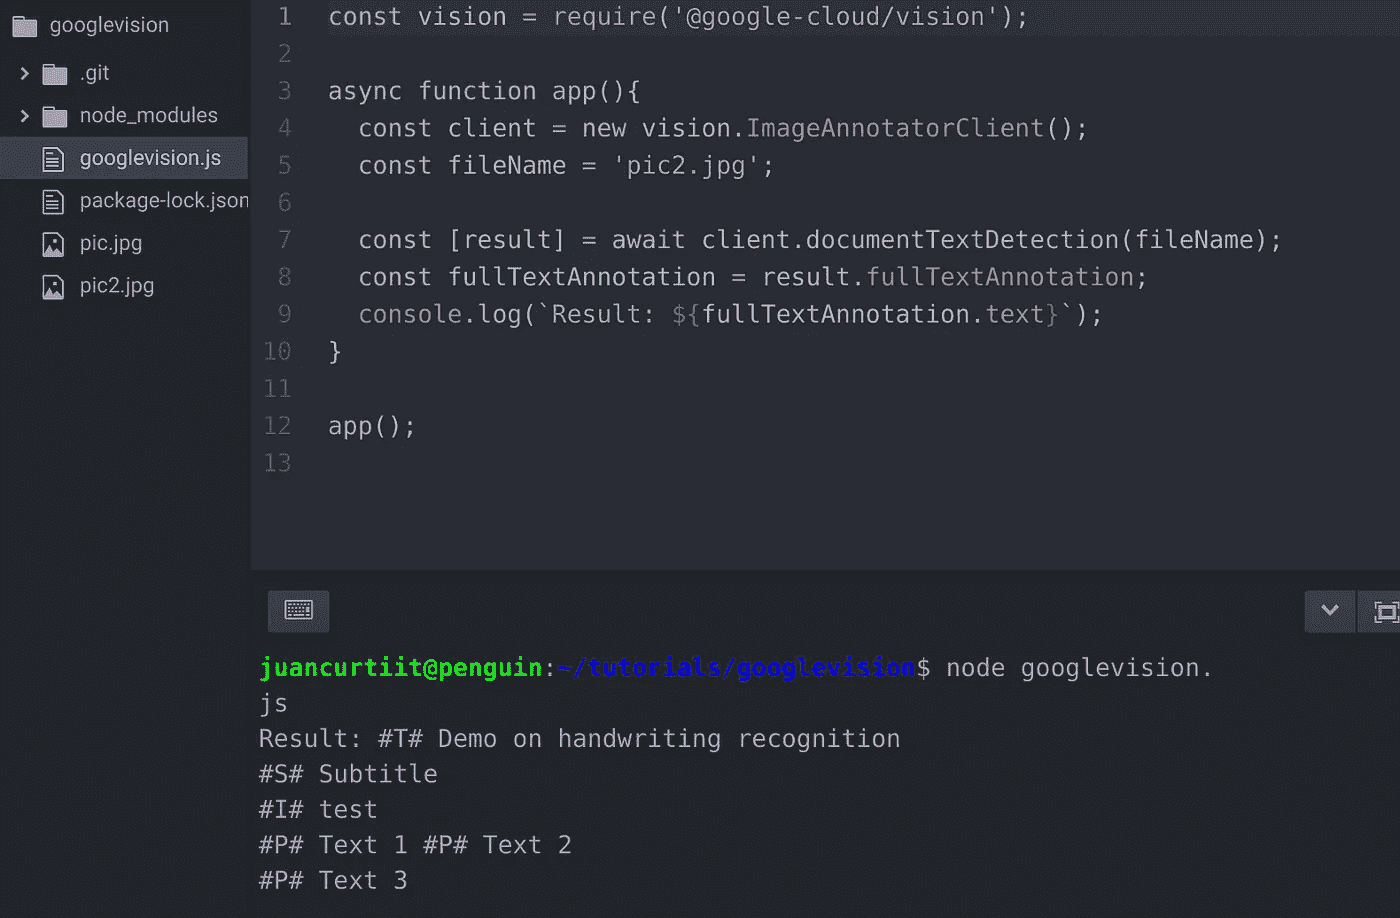 googlevision
.git
node_modules
googlevision.js
package-lock.json
pic.jpg
pic2.jpg
1 const vision = require('@google-cloud/vision');
2
3 async function app(){
4   const client = new vision.ImageAnnotatorClient();
5   const fileName = 'pic2.jpg';
6
7   const [result] = await client.documentTextDetection(fileName);
8   const fullTextAnnotation = result.fullTextAnnotation;
9   console.log(`Result: ${fullTextAnnotation.text}`);
10 }
11
12 app();
13
juancurtiit@penguin:~/tutorials/googlevision$ node googlevision.
js
Result: #T# Demo on handwriting recognition
#S# Subtitle
#I# test
#P# Text 1 #P# Text 2
#P# Text 3